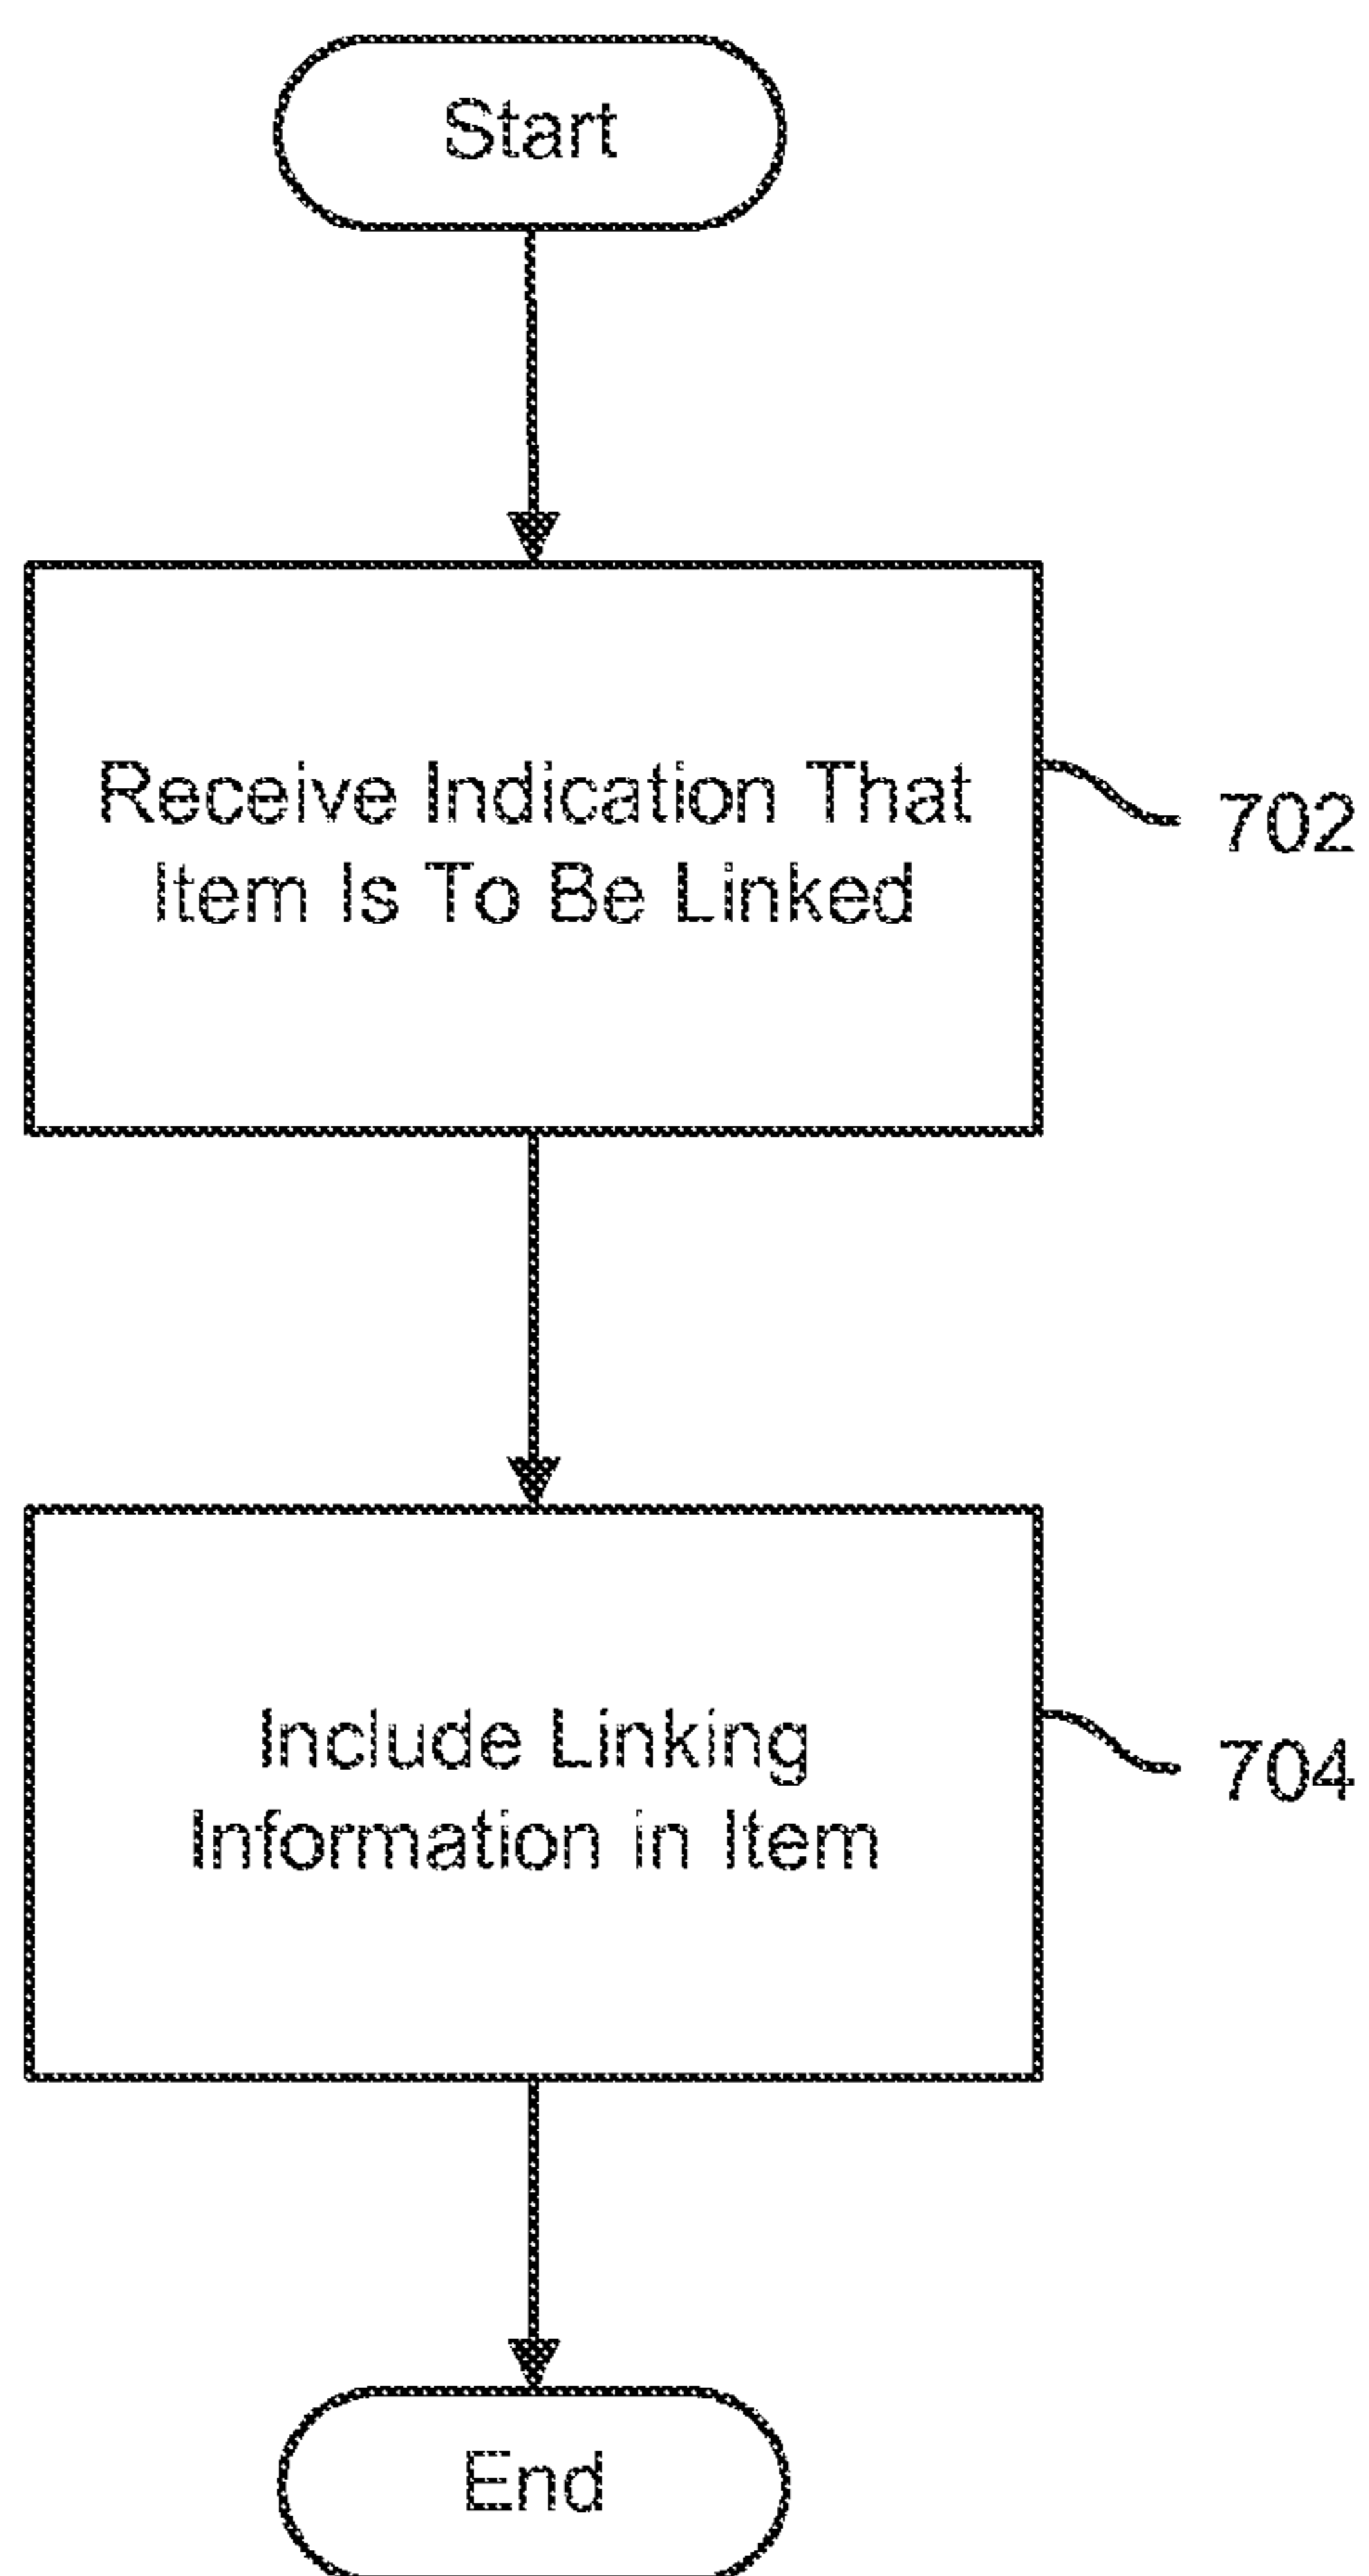 Start
Receive Indication That
Item Is To Be Linked
702
Include Linking
Information in Item
704
End